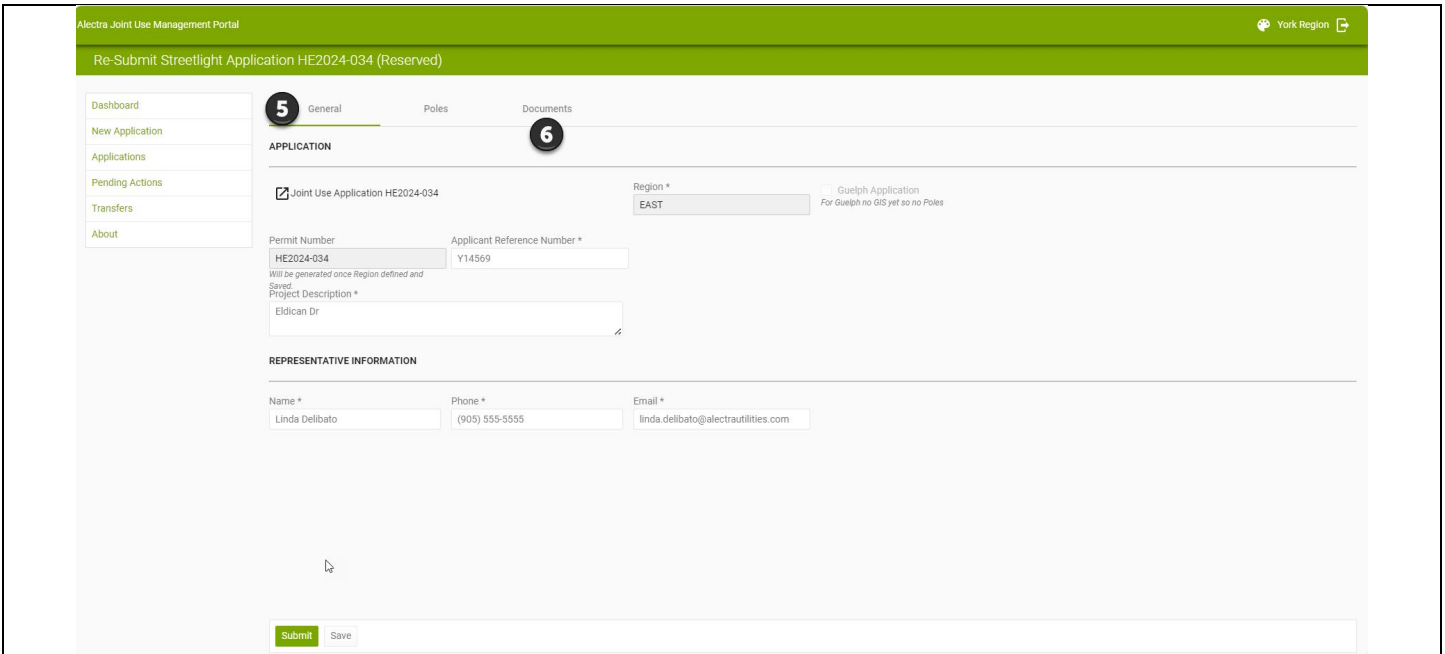 Alectra Joint Use Management Portal
York Region
Re-Submit Streetlight Application HE2024-034 (Reserved)
Dashboard
New Application
Applications
Pending Actions
Transfers
About
5 General Poles Documents
6
APPLICATION
Joint Use Application HE2024-034
Region *
EAST
Guelph Application
For Guelph no GIS yet so no Poles
Permit Number
HE2024-034
Will be generated once Region defined and
Saved.
Applicant Reference Number *
Y14569
Project Description *
Eldican Dr
REPRESENTATIVE INFORMATION
Name *
Linda Delibato
Phone *
(905) 555-5555
Email *
linda.delibato@alectrautilities.com
Submit Save